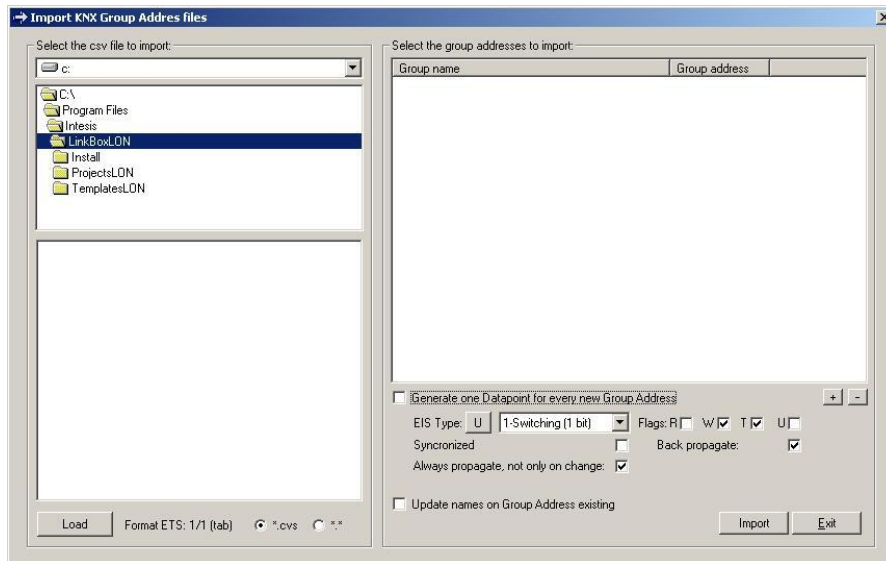 Import KNX Group Addres files
Select the csv file to import:
c:
C:\
Program Files
Intesis
LinkBoxLON
Install
ProjectsLON
TemplatesLON
Load
Format ETS: 1/1 (tab)
*.cvs
*.*
Select the group addresses to import:
Group name Group address
Generate one Datapoint for every new Group Address
+ -
EIS Type: U 1-Switching (1 bit) Flags: R W T U
Syncronized Back propagate:
Always propagate, not only on change:
Update names on Group Address existing
Import Exit